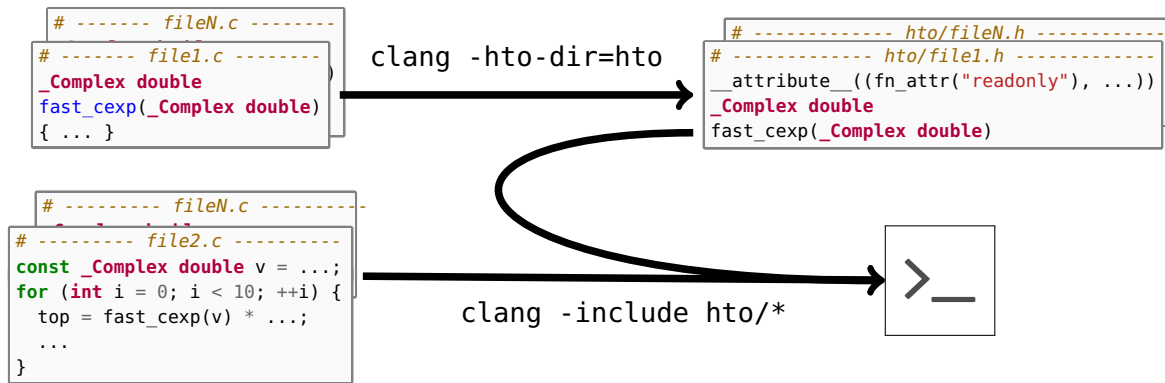 # ------- fileN.c --------
# ------- file1.c --------
_Complex double
fast_cexp(_Complex double)
{ ... }
)
clang -hto-dir=hto
# ------------ hto/fileN.h ------------
# ------------ hto/file1.h ------------
__attribute__((fn_attr("readonly"), ...))
_Complex double
fast_cexp(_Complex double)
# --------- fileN.c ----------
# --------- file2.c ----------
const _Complex double v = ...;
for (int i = 0; i < 10; ++i) {
top = fast_cexp(v) * ...;
...
}
clang -include hto/*
>_